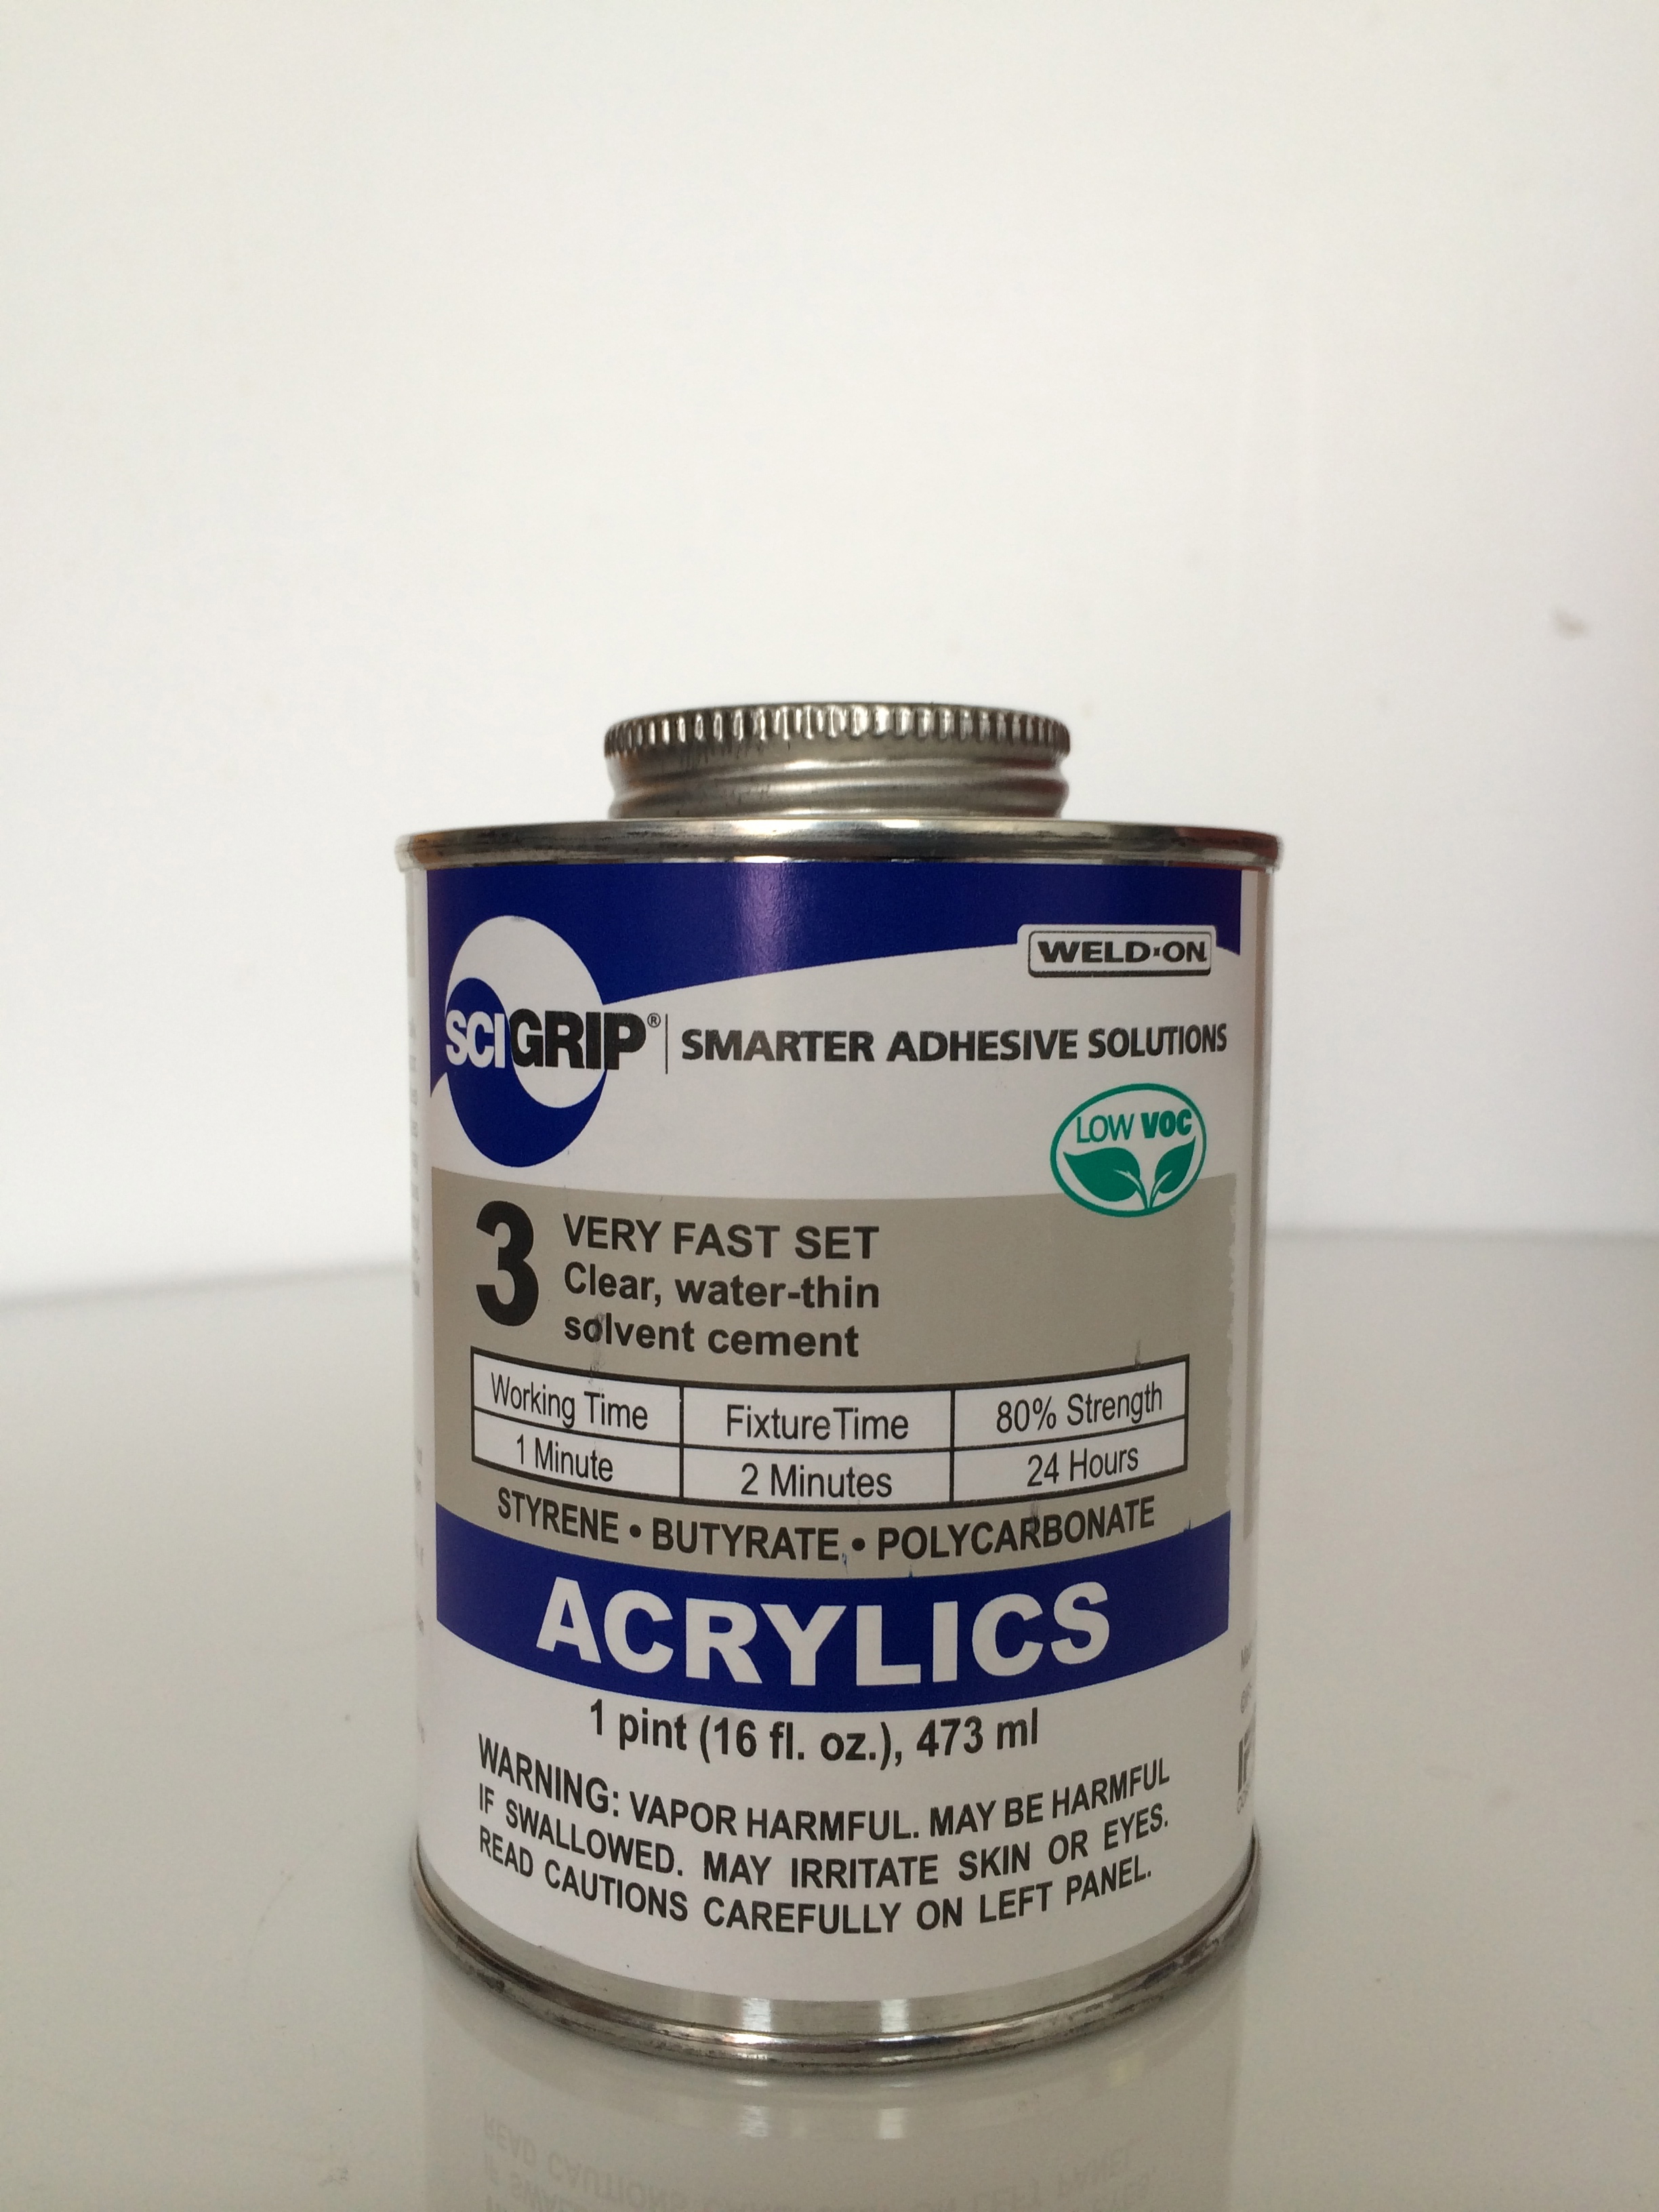 WELD-ON
SCIGRIP® | SMARTER ADHESIVE SOLUTIONS
LOW VOC
3
VERY FAST SET
Clear, water-thin
solvent cement
Working Time FixtureTime 80% Strength
1 Minute 2 Minutes 24 Hours
STYRENE • BUTYRATE • POLYCARBONATE
ACRYLICS
1 pint (16 fl. oz.), 473 ml
WARNING: VAPOR HARMFUL. MAY BE HARMFUL
IF SWALLOWED. MAY IRRITATE SKIN OR EYES.
READ CAUTIONS CAREFULLY ON LEFT PANEL.